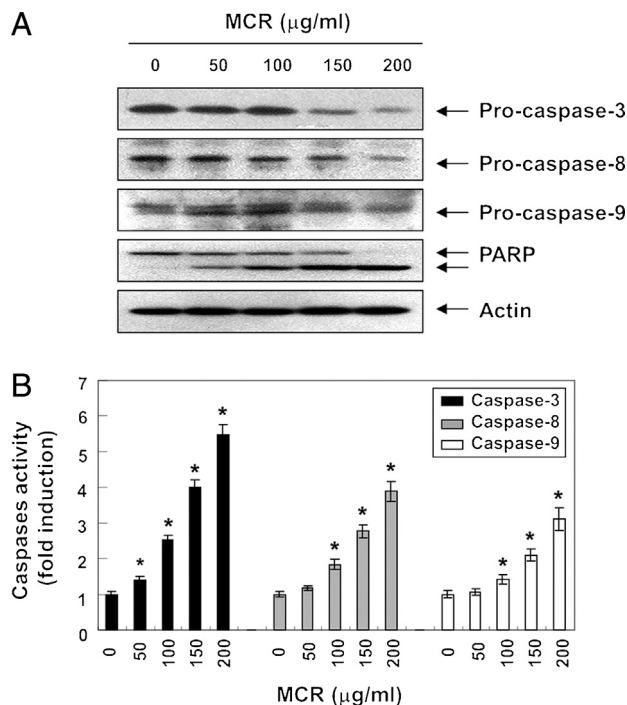 A
MCR (μg/ml)
0 50 100 150 200
Pro-caspase-3
Pro-caspase-8
Pro-caspase-9
PARP
Actin
B
Caspases activity
(fold induction)
7
6
5
4
3
2
1
0
Caspase-3
Caspase-8
Caspase-9
* * * *
* * *
* * *
0 50 100 150 200 0 50 100 150 200 0 50 100 150 200
MCR (μg/ml)